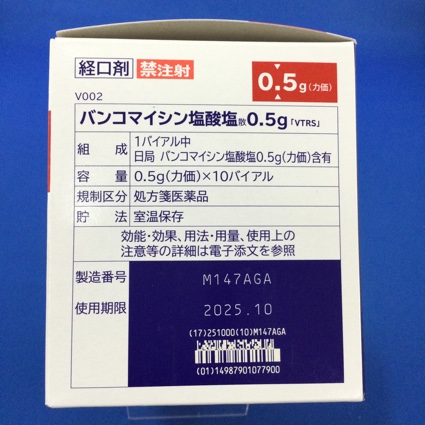 経口剤 禁注射
0.5g(力価)
V002
バンコマイシン塩酸塩散0.5g「VTRS」
組成 1バイアル中
日局 バンコマイシン塩酸塩0.5g(力価)含有
容量 0.5g(力価)×10バイアル
規制区分 処方箋医薬品
貯法 室温保存
効能・効果、用法・用量、使用上の
注意等の詳細は電子添文を参照
製造番号 M147AGA
使用期限 2025.10
(17)251000(10)M147AGA
(01)14987901077900